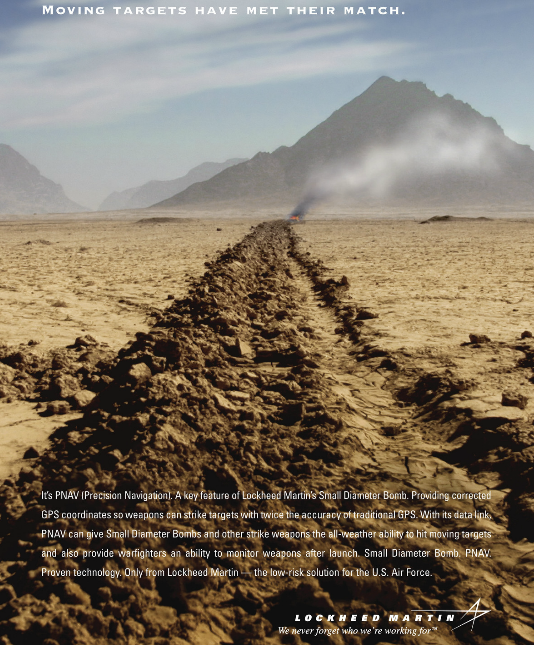 MOVING TARGETS HAVE MET THEIR MATCH.
It's PNAV (Precision Navigation). A key feature of Lockheed Martin's Small Diameter Bomb. Providing corrected
GPS coordinates so weapons can strike targets with twice the accuracy of traditional GPS. With its data link,
PNAV can give Small Diameter Bombs and other strike weapons the all-weather ability to hit moving targets
and also provide warfighters an ability to monitor weapons after launch. Small Diameter Bomb. PNAV.
Proven technology. Only from Lockheed Martin — the low-risk solution for the U.S. Air Force.
LOCKHEED MARTIN
We never forget who we're working for™